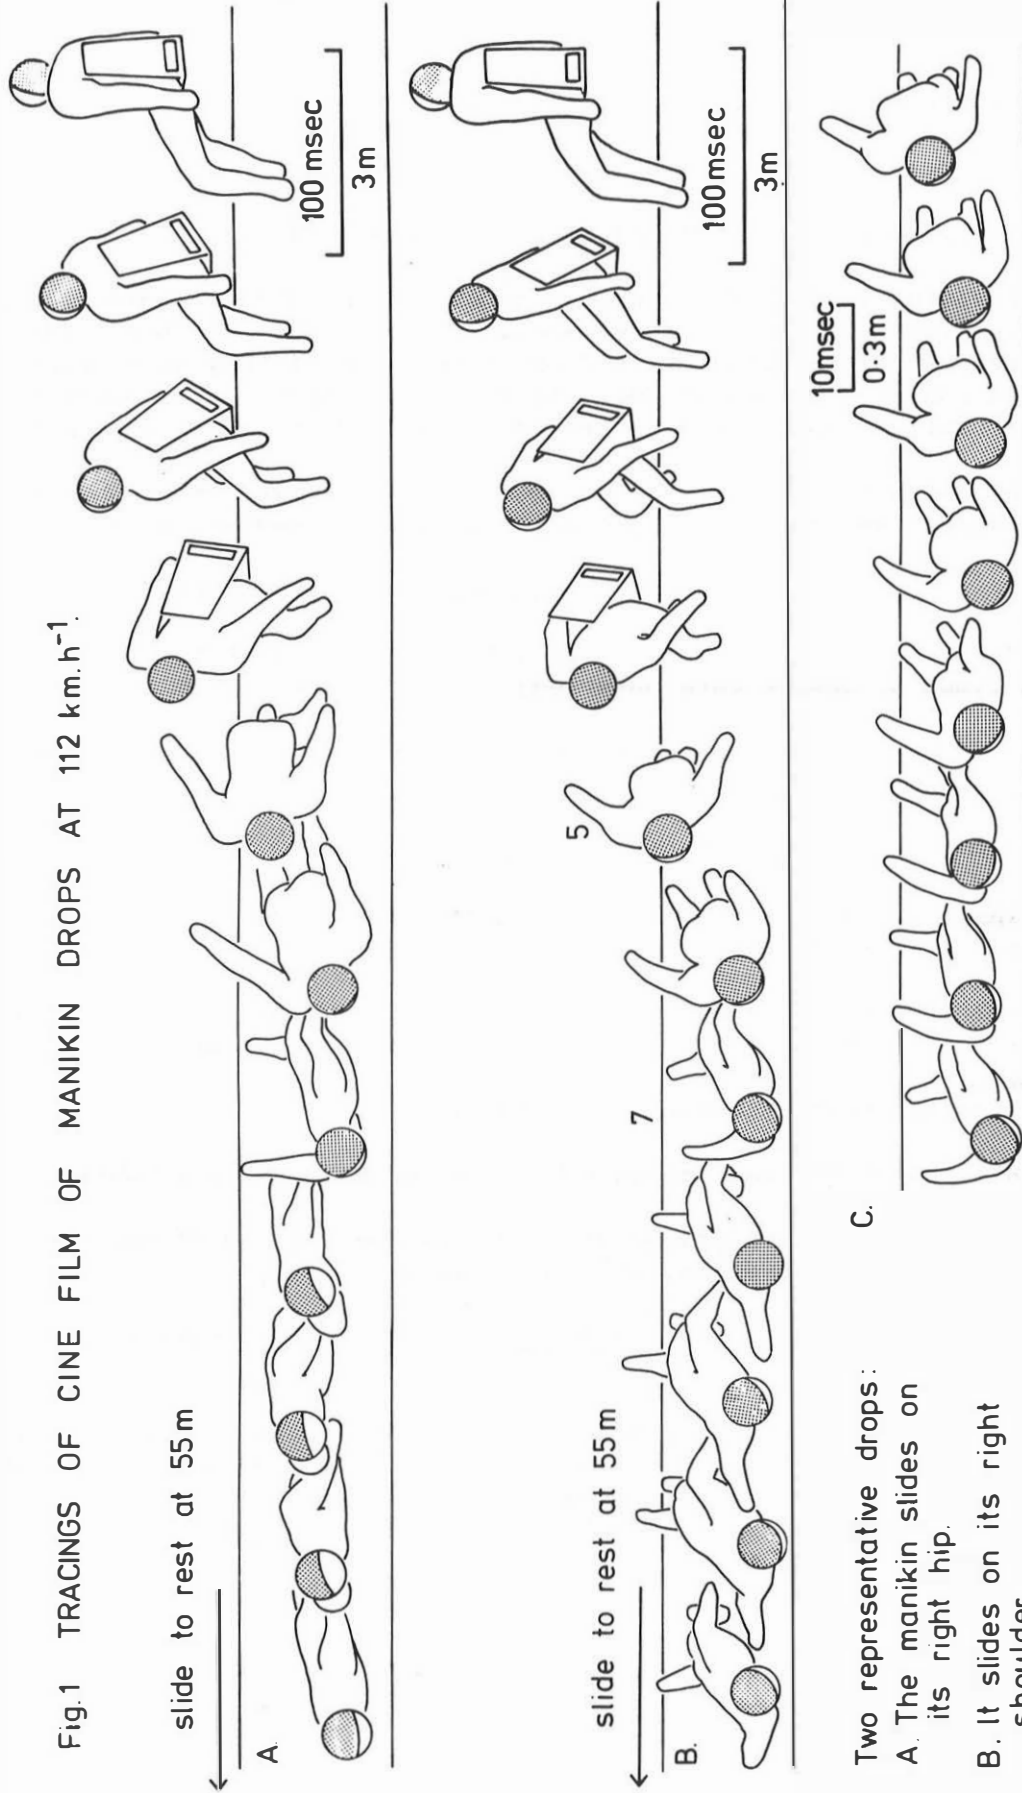 Fig.1 TRACINGS OF CINE FILM OF MANIKIN DROPS AT 112 km.h⁻¹.
slide to rest at 55m
A.
100 msec
3m
slide to rest at 55m
B.
7
5
100msec
3m
C.
10msec
0·3m
Two representative drops:
A. The manikin slides on
its right hip.
B. It slides on its right
shoulder